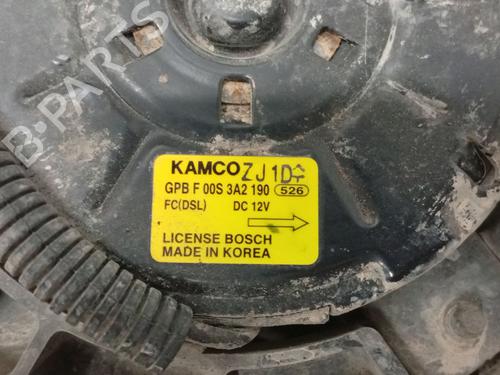 B-PARTS
KAMCO ZJ1D
GPB F 00S 3A2 190 526
FC(DSL) DC 12V
LICENSE BOSCH
MADE IN KOREA